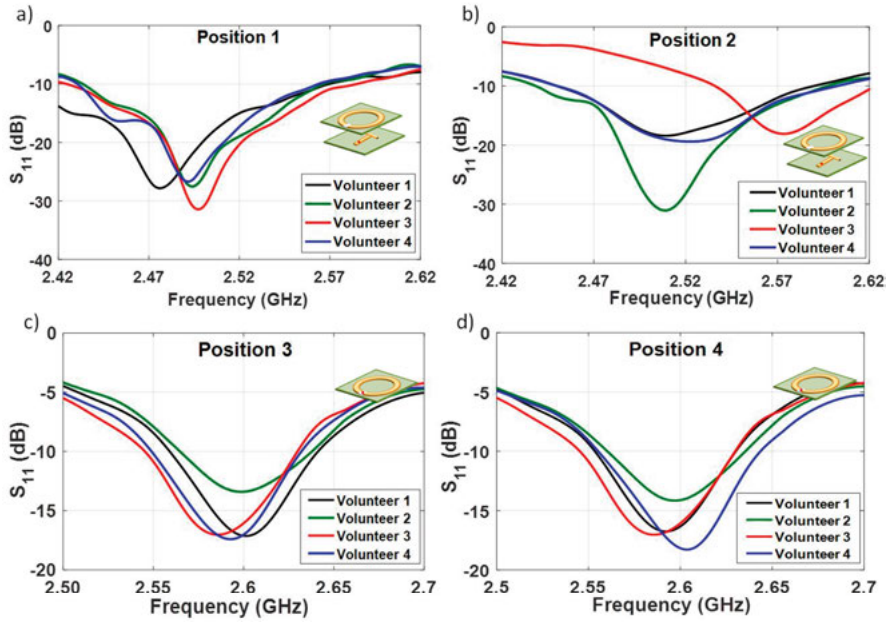 a)
Position 1
S11 (dB)
0
-10
-20
-30
-40
2.42
2.47
2.52
2.57
2.62
Frequency (GHz)
Volunteer 1
Volunteer 2
Volunteer 3
Volunteer 4
b)
Position 2
S11 (dB)
0
-10
-20
-30
-40
2.42
2.47
2.52
2.57
2.62
Frequency (GHz)
Volunteer 1
Volunteer 2
Volunteer 3
Volunteer 4
c)
Position 3
S11 (dB)
0
-5
-10
-15
-20
2.50
2.55
2.6
2.65
2.7
Frequency (GHz)
Volunteer 1
Volunteer 2
Volunteer 3
Volunteer 4
d)
Position 4
S11 (dB)
0
-5
-10
-15
-20
2.5
2.55
2.6
2.65
2.7
Frequency (GHz)
Volunteer 1
Volunteer 2
Volunteer 3
Volunteer 4